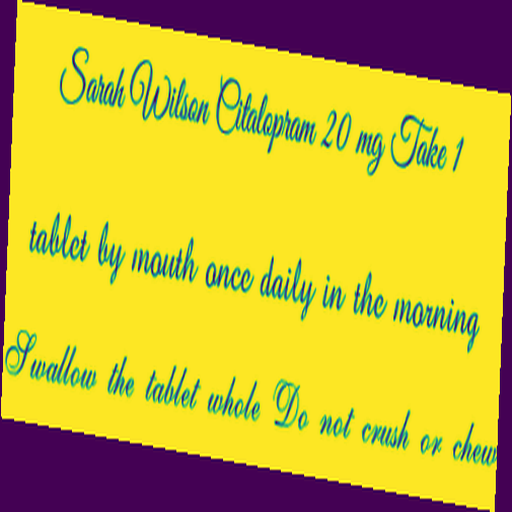 Sarah Wilson Citalopram 20 mg Take 1
tablet by mouth once daily in the morning
Swallow the tablet whole Do not crush or chew